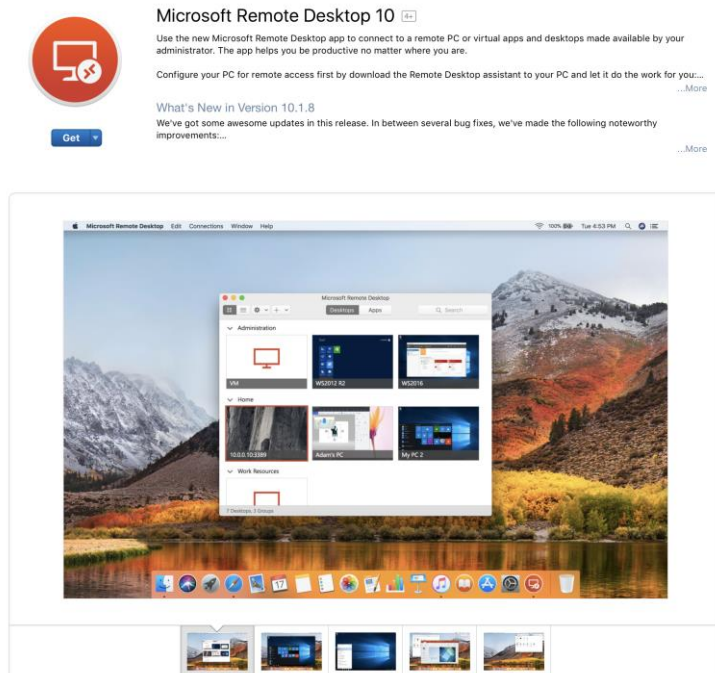 Microsoft Remote Desktop 10 4+
Use the new Microsoft Remote Desktop app to connect to a remote PC or virtual apps and desktops made available by your
administrator. The app helps you be productive no matter where you are.
Configure your PC for remote access first by download the Remote Desktop assistant to your PC and let it do the work for you:...
...More
What's New in Version 10.1.8
We've got some awesome updates in this release. In between several bug fixes, we've made the following noteworthy
improvements:...
...More
Get
Microsoft Remote Desktop Edit Connections Window Help 100% Tue 4:53 PM
Microsoft Remote Desktop
Desktops Apps Search
Administration
VM WS2012 R2 WS2016
Home
10.0.0.10:3389 Adam's PC My PC 2
Work Resources
7 Desktops, 3 Groups
17